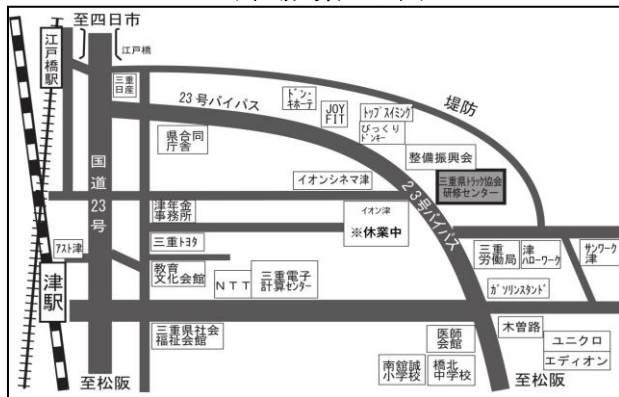 至四日市
江戸橋駅
江戸橋
三重
日産
23号バイパス
ドン・
キホーテ
JOY
FIT
トップスイミング
びっくり
ドンキー
堤防
県合同
庁舎
整備振興会
国道23号
イオンシネマ津
23号バイパス
三重県トラック協会
研修センター
津年金
事務所
イオン津
※休業中
アスト津
三重トヨタ
三重
労働局
津
ハローワーク
サンワーク
津
津駅
教育
文化会館
NTT
三重電子
計算センター
ガソリンスタンド
三重県社会
福祉会館
医師
会館
木曽路
ユニクロ
エディオン
南舘誠
小学校
橋北
中学校
至松阪
至松阪